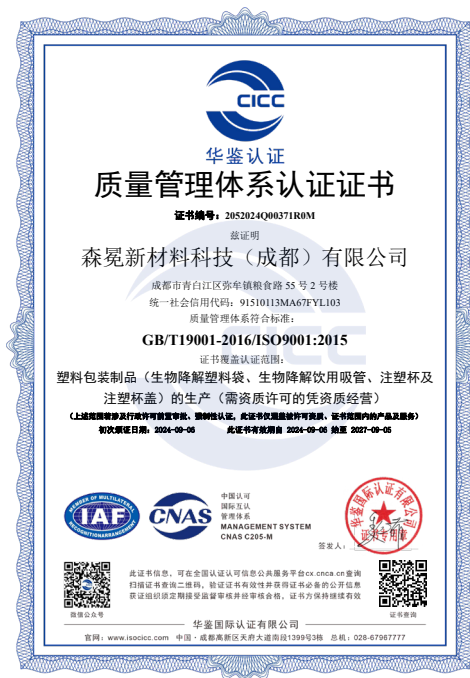 CICC
华鉴认证
质量管理体系认证证书
证书编号：2052024Q00371R0M
兹证明
森冕新材料科技（成都）有限公司
成都市青白江区弥牟镇粮食路 55 号 2 号楼
统一社会信用代码：91510113MA67FYL103
质量管理体系符合标准：
GB/T19001-2016/ISO9001:2015
证书覆盖认证范围：
塑料包装制品（生物降解塑料袋、生物降解饮用吸管、注塑杯及
注塑杯盖）的生产（需资质许可的凭资质经营）
（上述范围若涉及行政许可前置审批、强制性认证，此证书仅覆盖被许可资质、证书范围内的产品及服务）
初次颁证日期：2024-09-06 此证书有效期自 2024-09-06 始至 2027-09-05
MEMBER OF MULTILATERAL
IAF
RECOGNITIONARRANGEMENT
CNAS
中国认可
国际互认
管理体系
MANAGEMENT SYSTEM
CNAS C205-M
华鉴国际认证有限公司
证书专用章
签发人：
此证书信息，可在全国认证认可信息公共服务平台cx.cnca.cn查询
扫描证书查询二维码，验证证书有效性并获得证书必备的公开信息
获证组织须定期接受监督审核并经审核合格，证书方保持继续有效
微信公众号
证书查询
华鉴国际认证有限公司
官网：www.isocicc.com 中国·成都高新区天府大道南段1399号3栋 总机：028-67987777